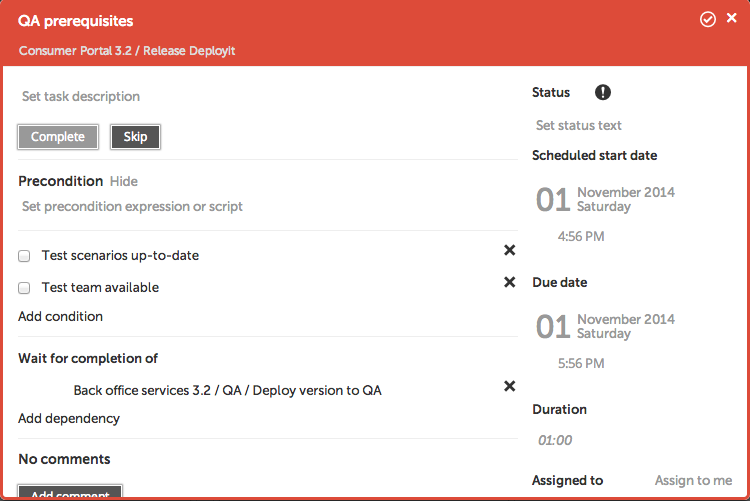 QA prerequisites
Consumer Portal 3.2 / Release Deployit
Set task description
Complete Skip
Precondition Hide
Set precondition expression or script
Test scenarios up-to-date
Test team available
Add condition
Wait for completion of
Back office services 3.2 / QA / Deploy version to QA
Add dependency
No comments
Add comment
Status
Set status text
Scheduled start date
01 November 2014
Saturday
4:56 PM
Due date
01 November 2014
Saturday
5:56 PM
Duration
01:00
Assigned to Assign to me